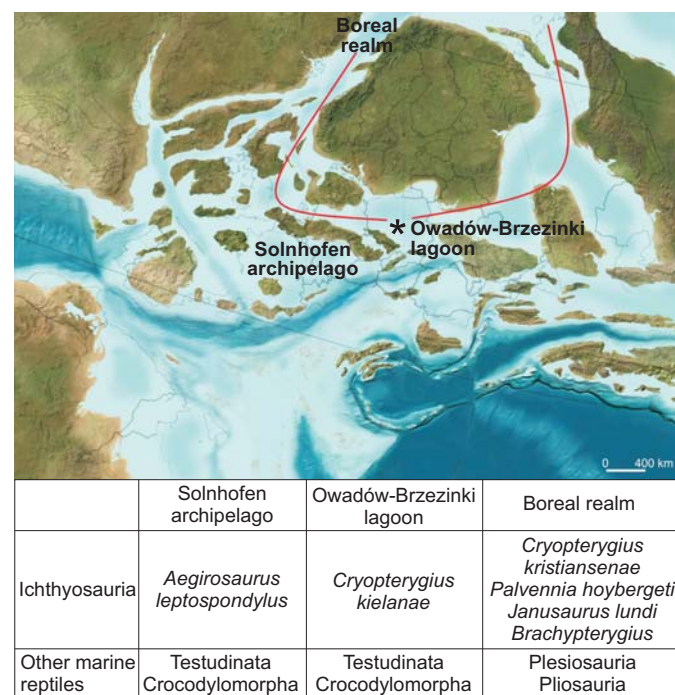 Boreal
realm
* Owadów-Brzezinki
lagoon
Solnhofen
archipelago
0 400 km
Solnhofen
archipelago
Owadów-Brzezinki
lagoon
Boreal realm
Ichthyosauria
Aegirosaurus
leptospondylus
Cryopterygius
kielanae
Cryopterygius
kristiansenae
Palvennia hoybergeti
Janusaurus lundi
Brachypterygius
Other marine
reptiles
Testudinata
Crocodylomorpha
Testudinata
Crocodylomorpha
Plesiosauria
Pliosauria